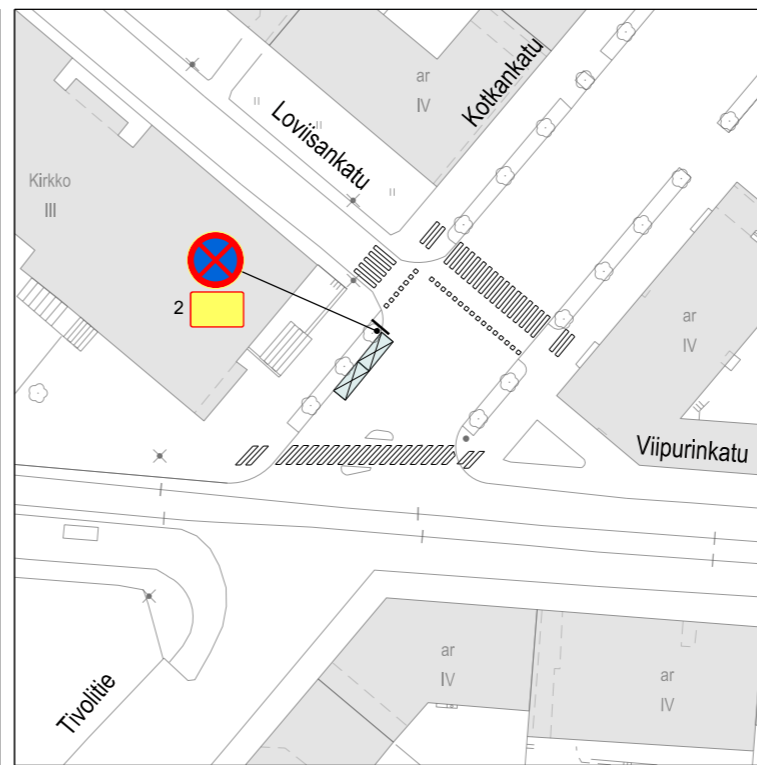 ar
IV
Kotkankatu
Loviisankatu
Kirkko
III
2
ar
IV
Viipurinkatu
ar
IV
ar
IV
Tivolitie